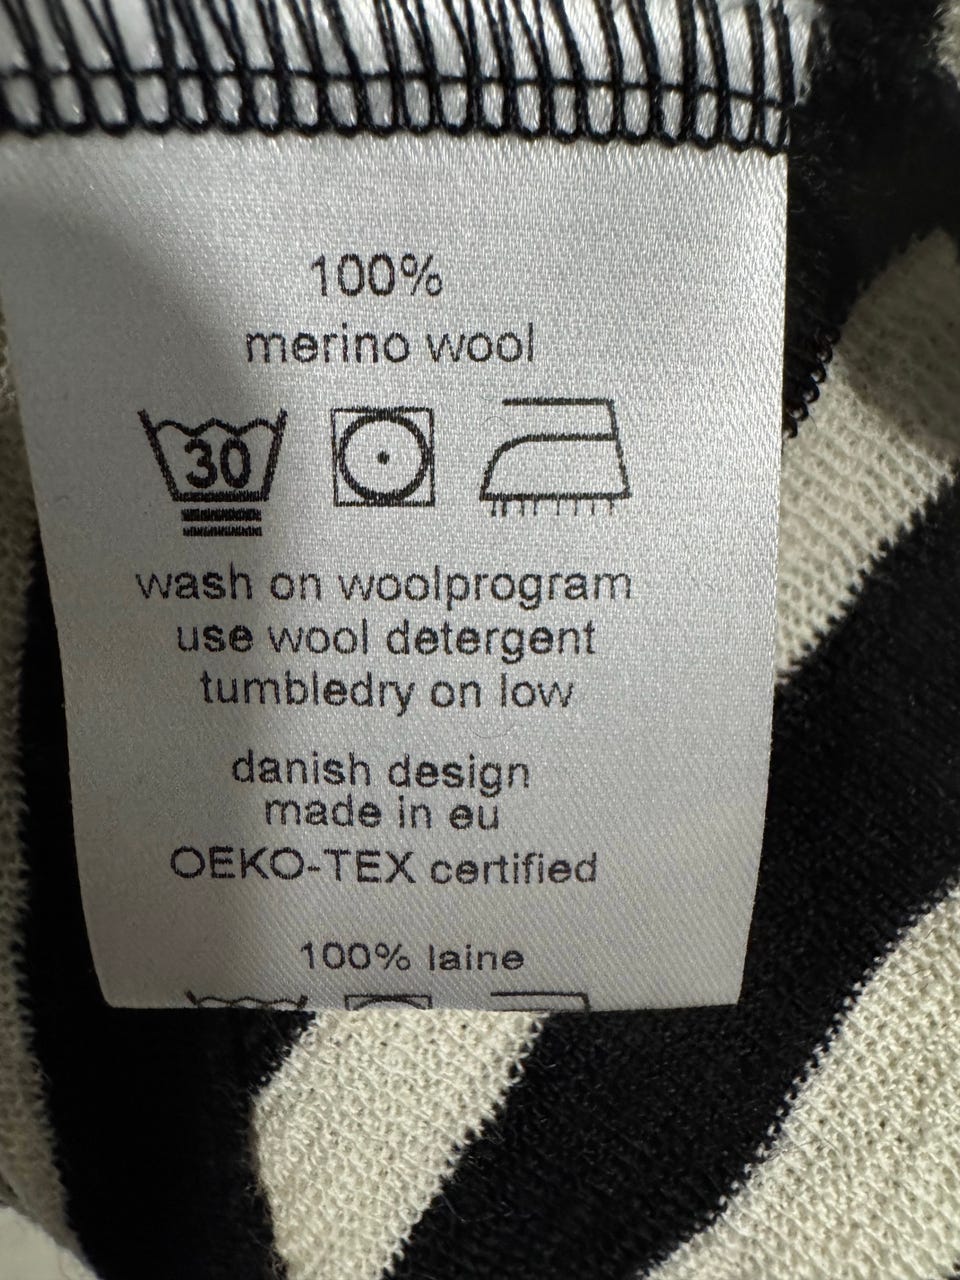 100%
merino wool
30
wash on woolprogram
use wool detergent
tumbledry on low
danish design
made in eu
OEKO-TEX certified
100% laine